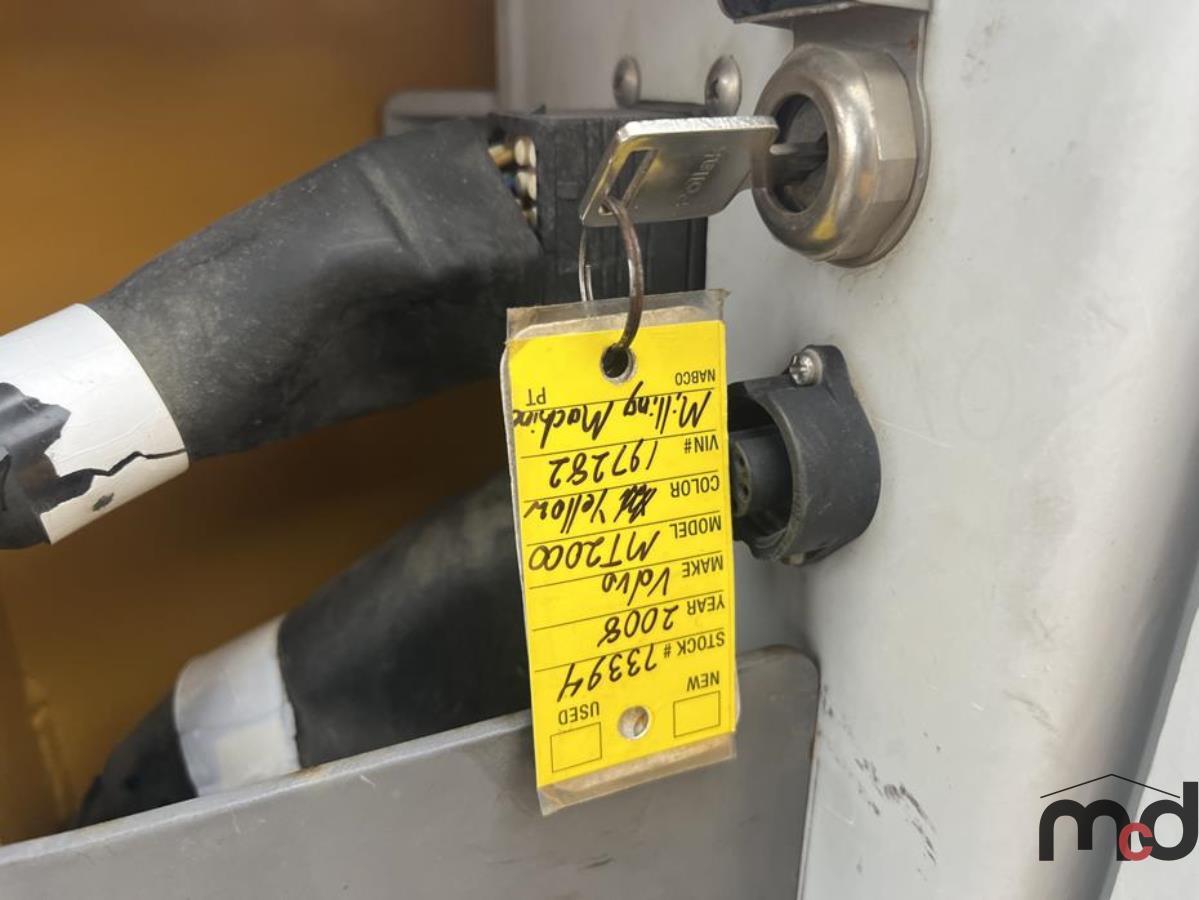 Pollak
NEW
USED
STOCK # 73394
YEAR 2008
MAKE Volvo
MODEL MT2000
COLOR Yellow
VIN# 197282
Milling Machine
NABCO PT
mcd